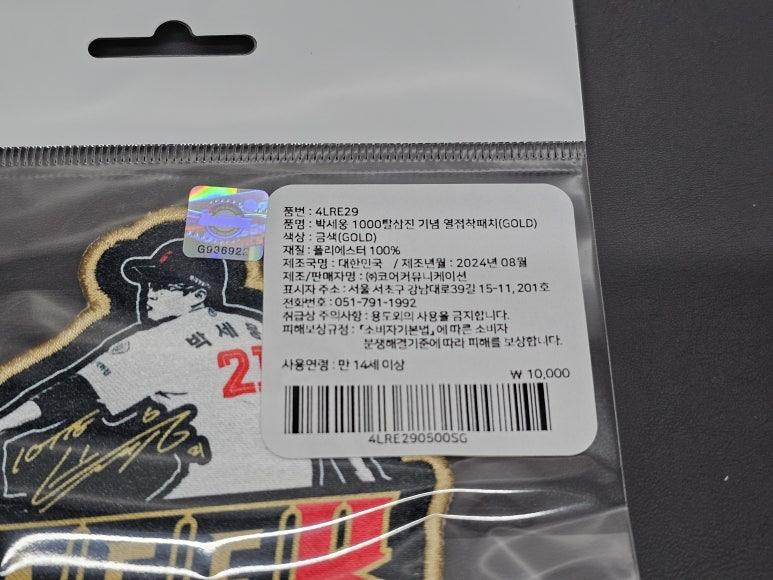 품번 : 4LRE29
품명 : 박세웅 1000탈삼진 기념 열접착패치(GOLD)
색상 : 금색(GOLD)
재질 : 폴리에스터 100%
제조국명 : 대한민국 / 제조년월 : 2024년 08월
제조/판매자명 : ㈜코어커뮤니케이션
표시자 주소 : 서울 서초구 강남대로39길 15-11, 201호
전화번호 : 051-791-1992
취급상 주의사항 : 용도외의 사용을 금지합니다.
피해보상규정 : 「소비자기본법」에 따른 소비자
분쟁해결기준에 따라 피해를 보상합니다.
사용연령 : 만 14세 이상
₩ 10,000
4LRE290500SG
G936922
박세웅
21